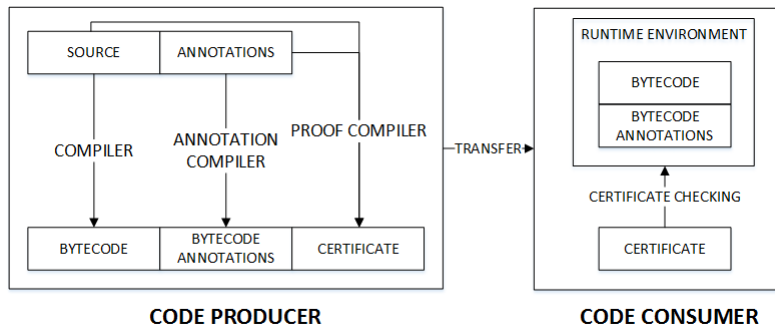 SOURCE
ANNOTATIONS
COMPILER
ANNOTATION
COMPILER
PROOF COMPILER
BYTECODE
BYTECODE
ANNOTATIONS
CERTIFICATE
CODE PRODUCER
TRANSFER
RUNTIME ENVIRONMENT
BYTECODE
BYTECODE
ANNOTATIONS
CERTIFICATE CHECKING
CERTIFICATE
CODE CONSUMER